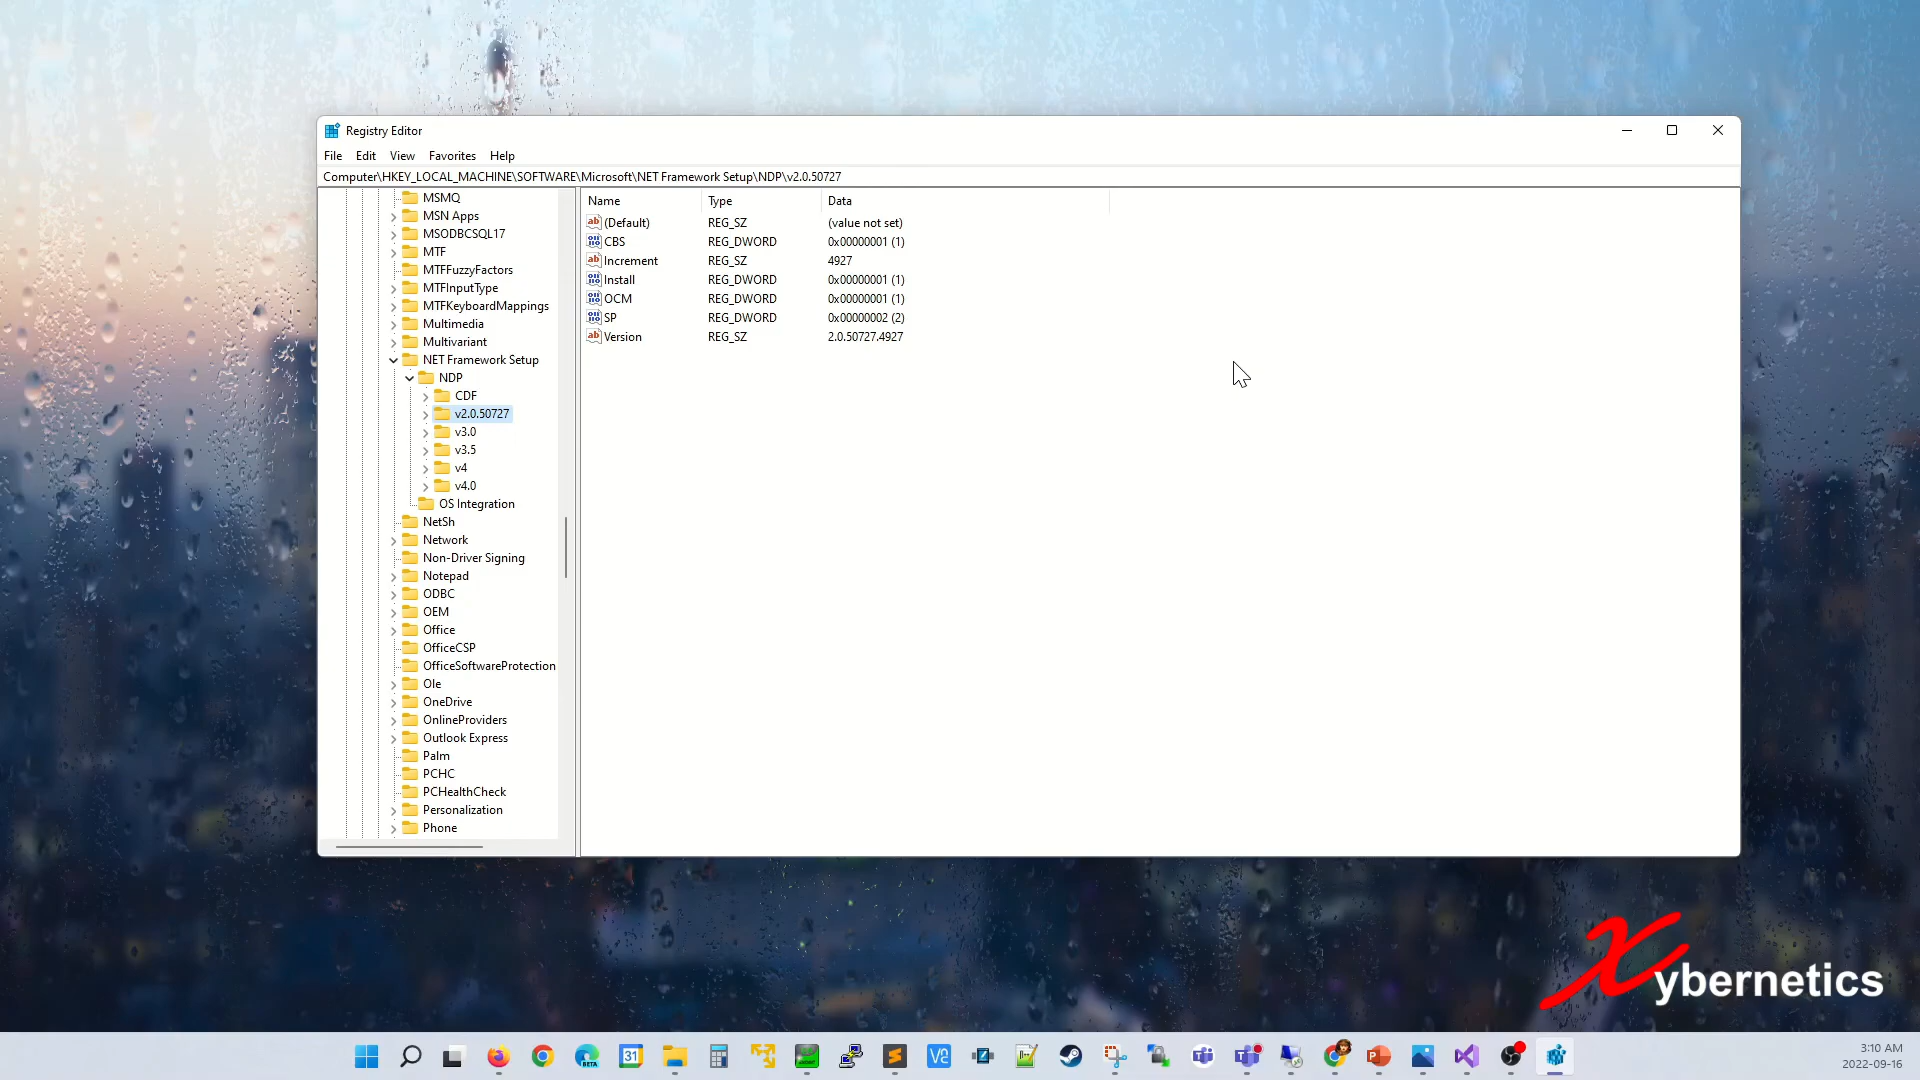 Registry Editor
File Edit View Favorites Help
Computer\HKEY_LOCAL_MACHINE\SOFTWARE\Microsoft\NET Framework Setup\NDP\v2.0.50727
MSMQ
MSN Apps
MSODBCSQL17
MTF
MTFFuzzyFactors
MTFInputType
MTFKeyboardMappings
Multimedia
Multivariant
NET Framework Setup
NDP
CDF
v2.0.50727
v3.0
v3.5
v4
v4.0
OS Integration
NetSh
Network
Non-Driver Signing
Notepad
ODBC
OEM
Office
OfficeCSP
OfficeSoftwareProtection
Ole
OneDrive
OnlineProviders
Outlook Express
Palm
PCHC
PCHealthCheck
Personalization
Phone
Name Type Data
(Default) REG_SZ (value not set)
CBS REG_DWORD 0x00000001 (1)
Increment REG_SZ 4927
Install REG_DWORD 0x00000001 (1)
OCM REG_DWORD 0x00000001 (1)
SP REG_DWORD 0x00000002 (2)
Version REG_SZ 2.0.50727.4927
Xybernetics
BETA
31
3:10 AM
2022-09-16